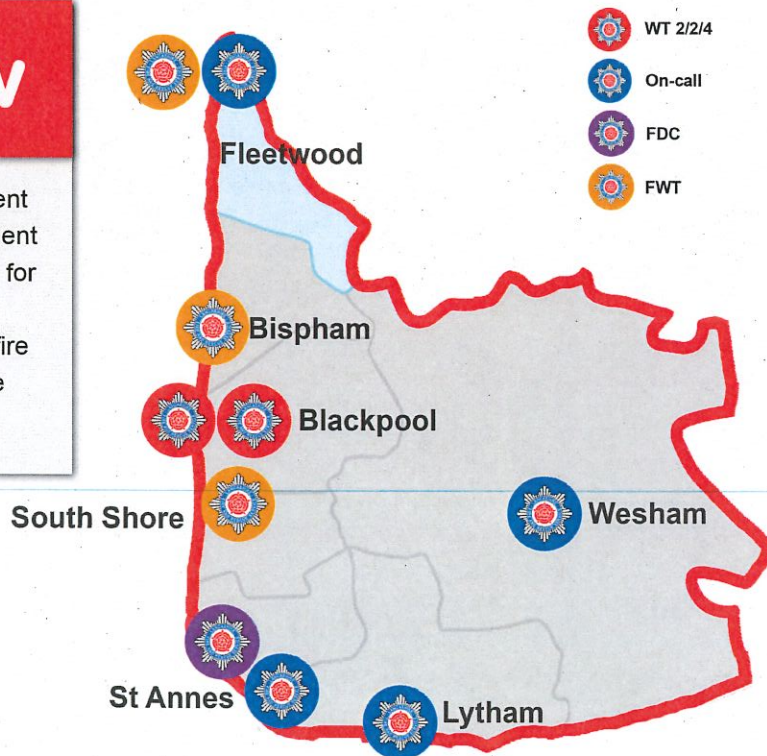 ent
ent
for
fire
e
WT 2/2/4
On-call
FDC
FWT
Fleetwood
Bispham
Blackpool
South Shore
Wesham
St Annes
Lytham